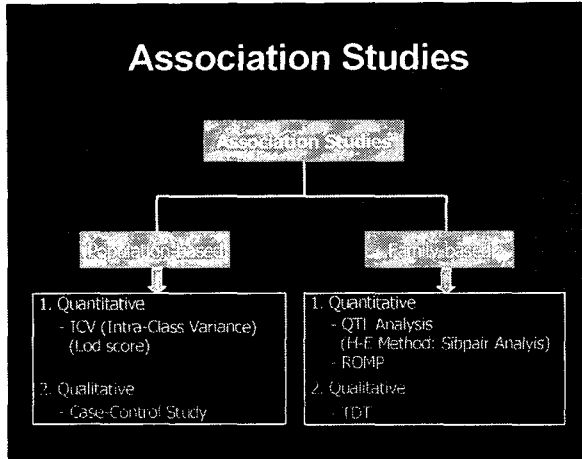 Association Studies
Association Studies
Population-based
Family-based
1. Quantitative
- ICV (Intra-Class Variance)
(Lod score)
2. Qualitative
- Case-Control Study
1. Quantitative
- QTL Analysis
(H-E Method: Sibpair Analyis)
- ROMP
2. Qualitative
- TDT